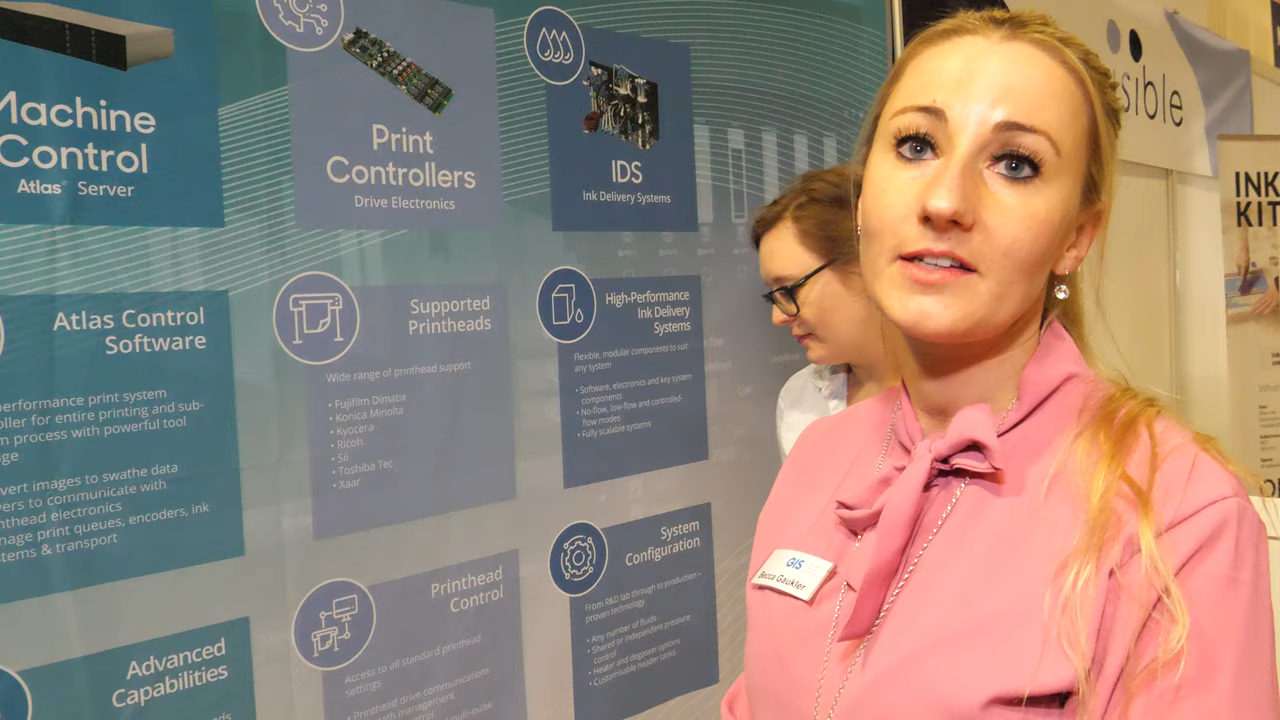 Machine
Control
Atlas® Server
Print
Controllers
Drive Electronics
IDS
Ink Delivery Systems
Atlas Control
Software
performance print system
oller for entire printing and sub-
m process with powerful tool
ge
vert images to swathe data
vers to communicate with
nthead electronics
nage print queues, encoders, ink
tems & transport
Supported
Printheads
Wide range of printhead support
• Fujifilm Dimatix
• Konica Minolta
• Kyocera
• Ricoh
• Sii
• Toshiba Tec
• Xaar
High-Performance
Ink Delivery
Systems
Flexible, modular components to suit
any system
• Software, electronics and key system
components
• No-flow, low-flow and controlled-
flow modes
• Fully scalable systems
Advanced
Capabilities
Printhead
Control
Access to all standard printhead
settings
• Printhead drive communications
System
Configuration
From R&D lab through to production –
proven technology
• Any number of fluids
• Shared or independent pressure
control
• Heater and degasser options
• Customisable header tanks
GIS
Becca Gaukler
sible
INK
KIT